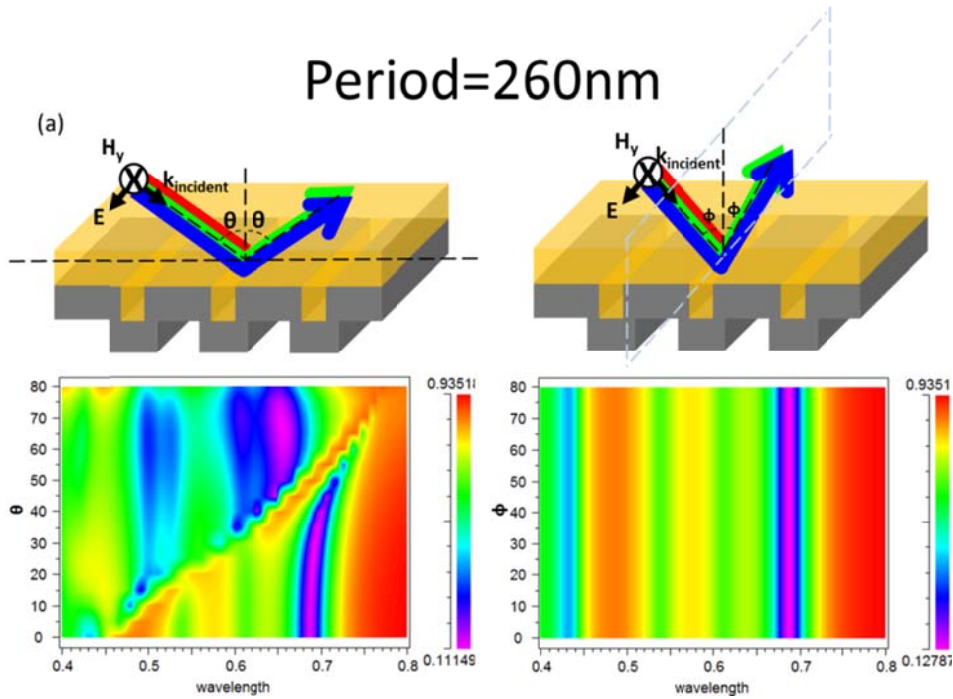 Period=260nm
(a)
Hy
kincident
E
θ θ
Hy
kincident
E
ϕ ϕ
80
70
60
50
40
30
20
10
0
θ
0.4 0.5 0.6 0.7 0.8
wavelength
0.93518
0.11149
80
70
60
50
40
30
20
10
0
ϕ
0.4 0.5 0.6 0.7 0.8
wavelength
0.9351
0.12787